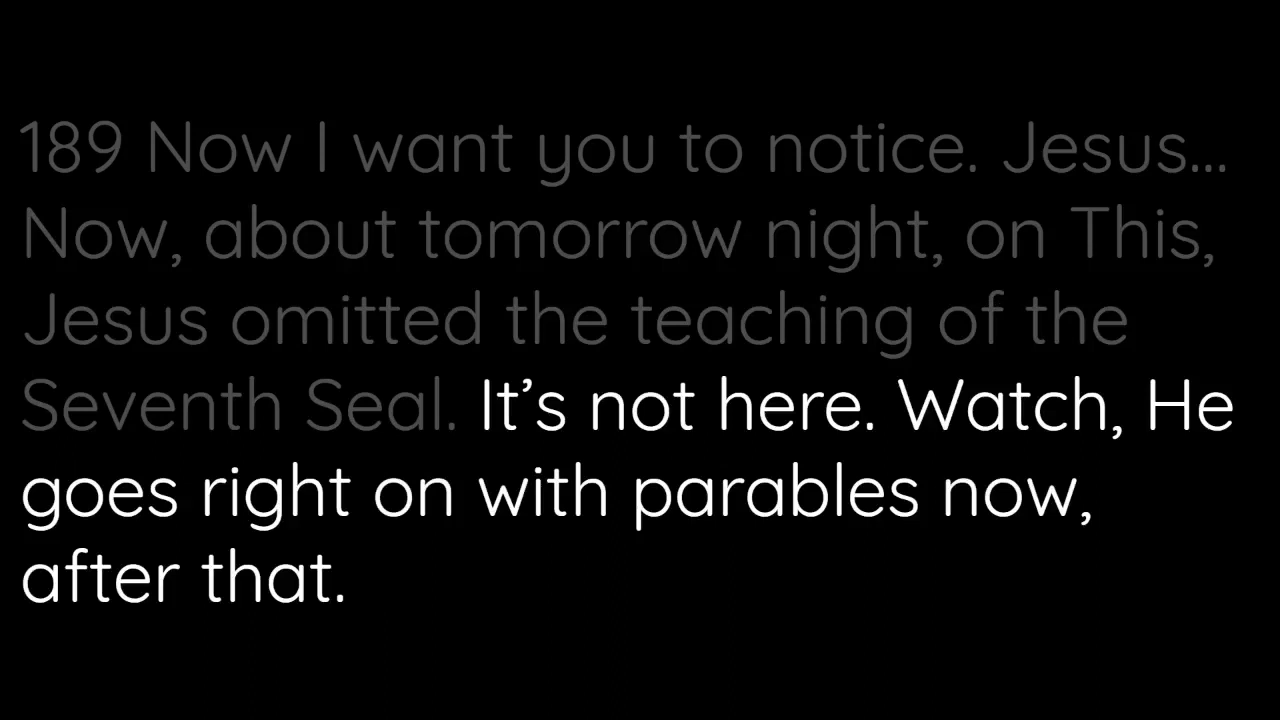 189 Now I want you to notice. Jesus...
Now, about tomorrow night, on This,
Jesus omitted the teaching of the
Seventh Seal. It’s not here. Watch, He
goes right on with parables now,
after that.